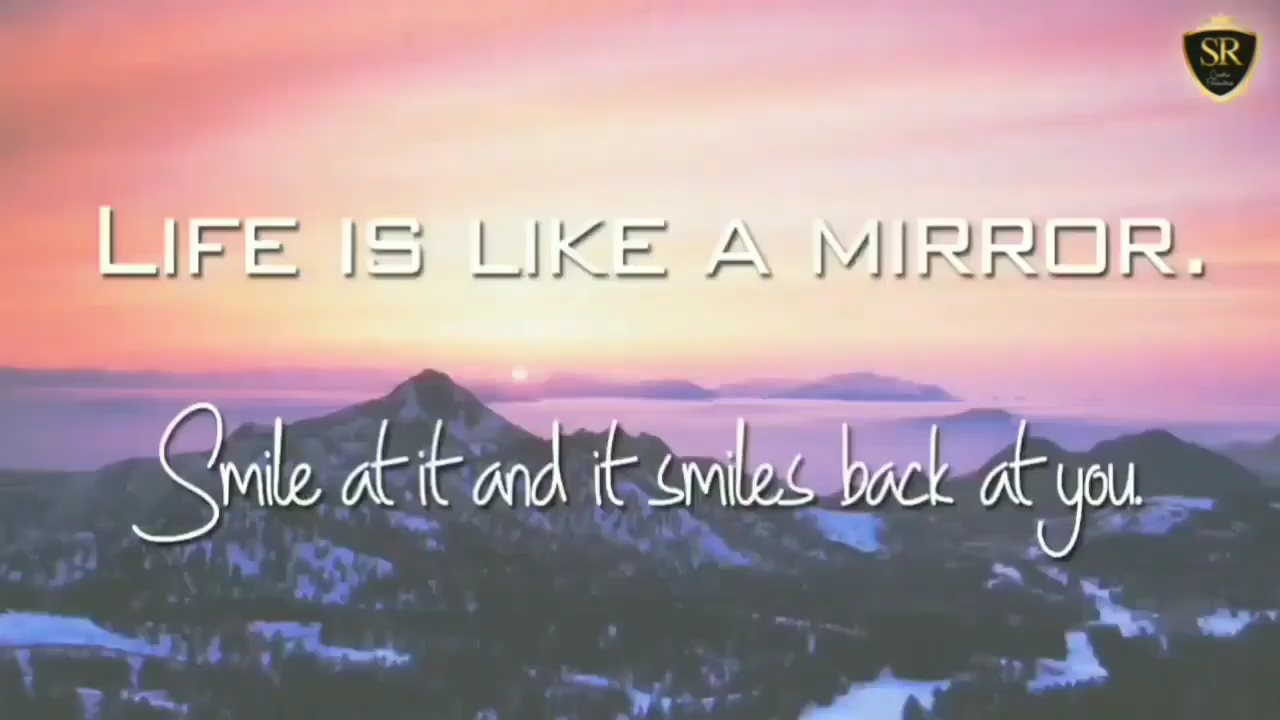 SR
LIFE IS LIKE A MIRROR.
Smile at it and it smiles back at you.